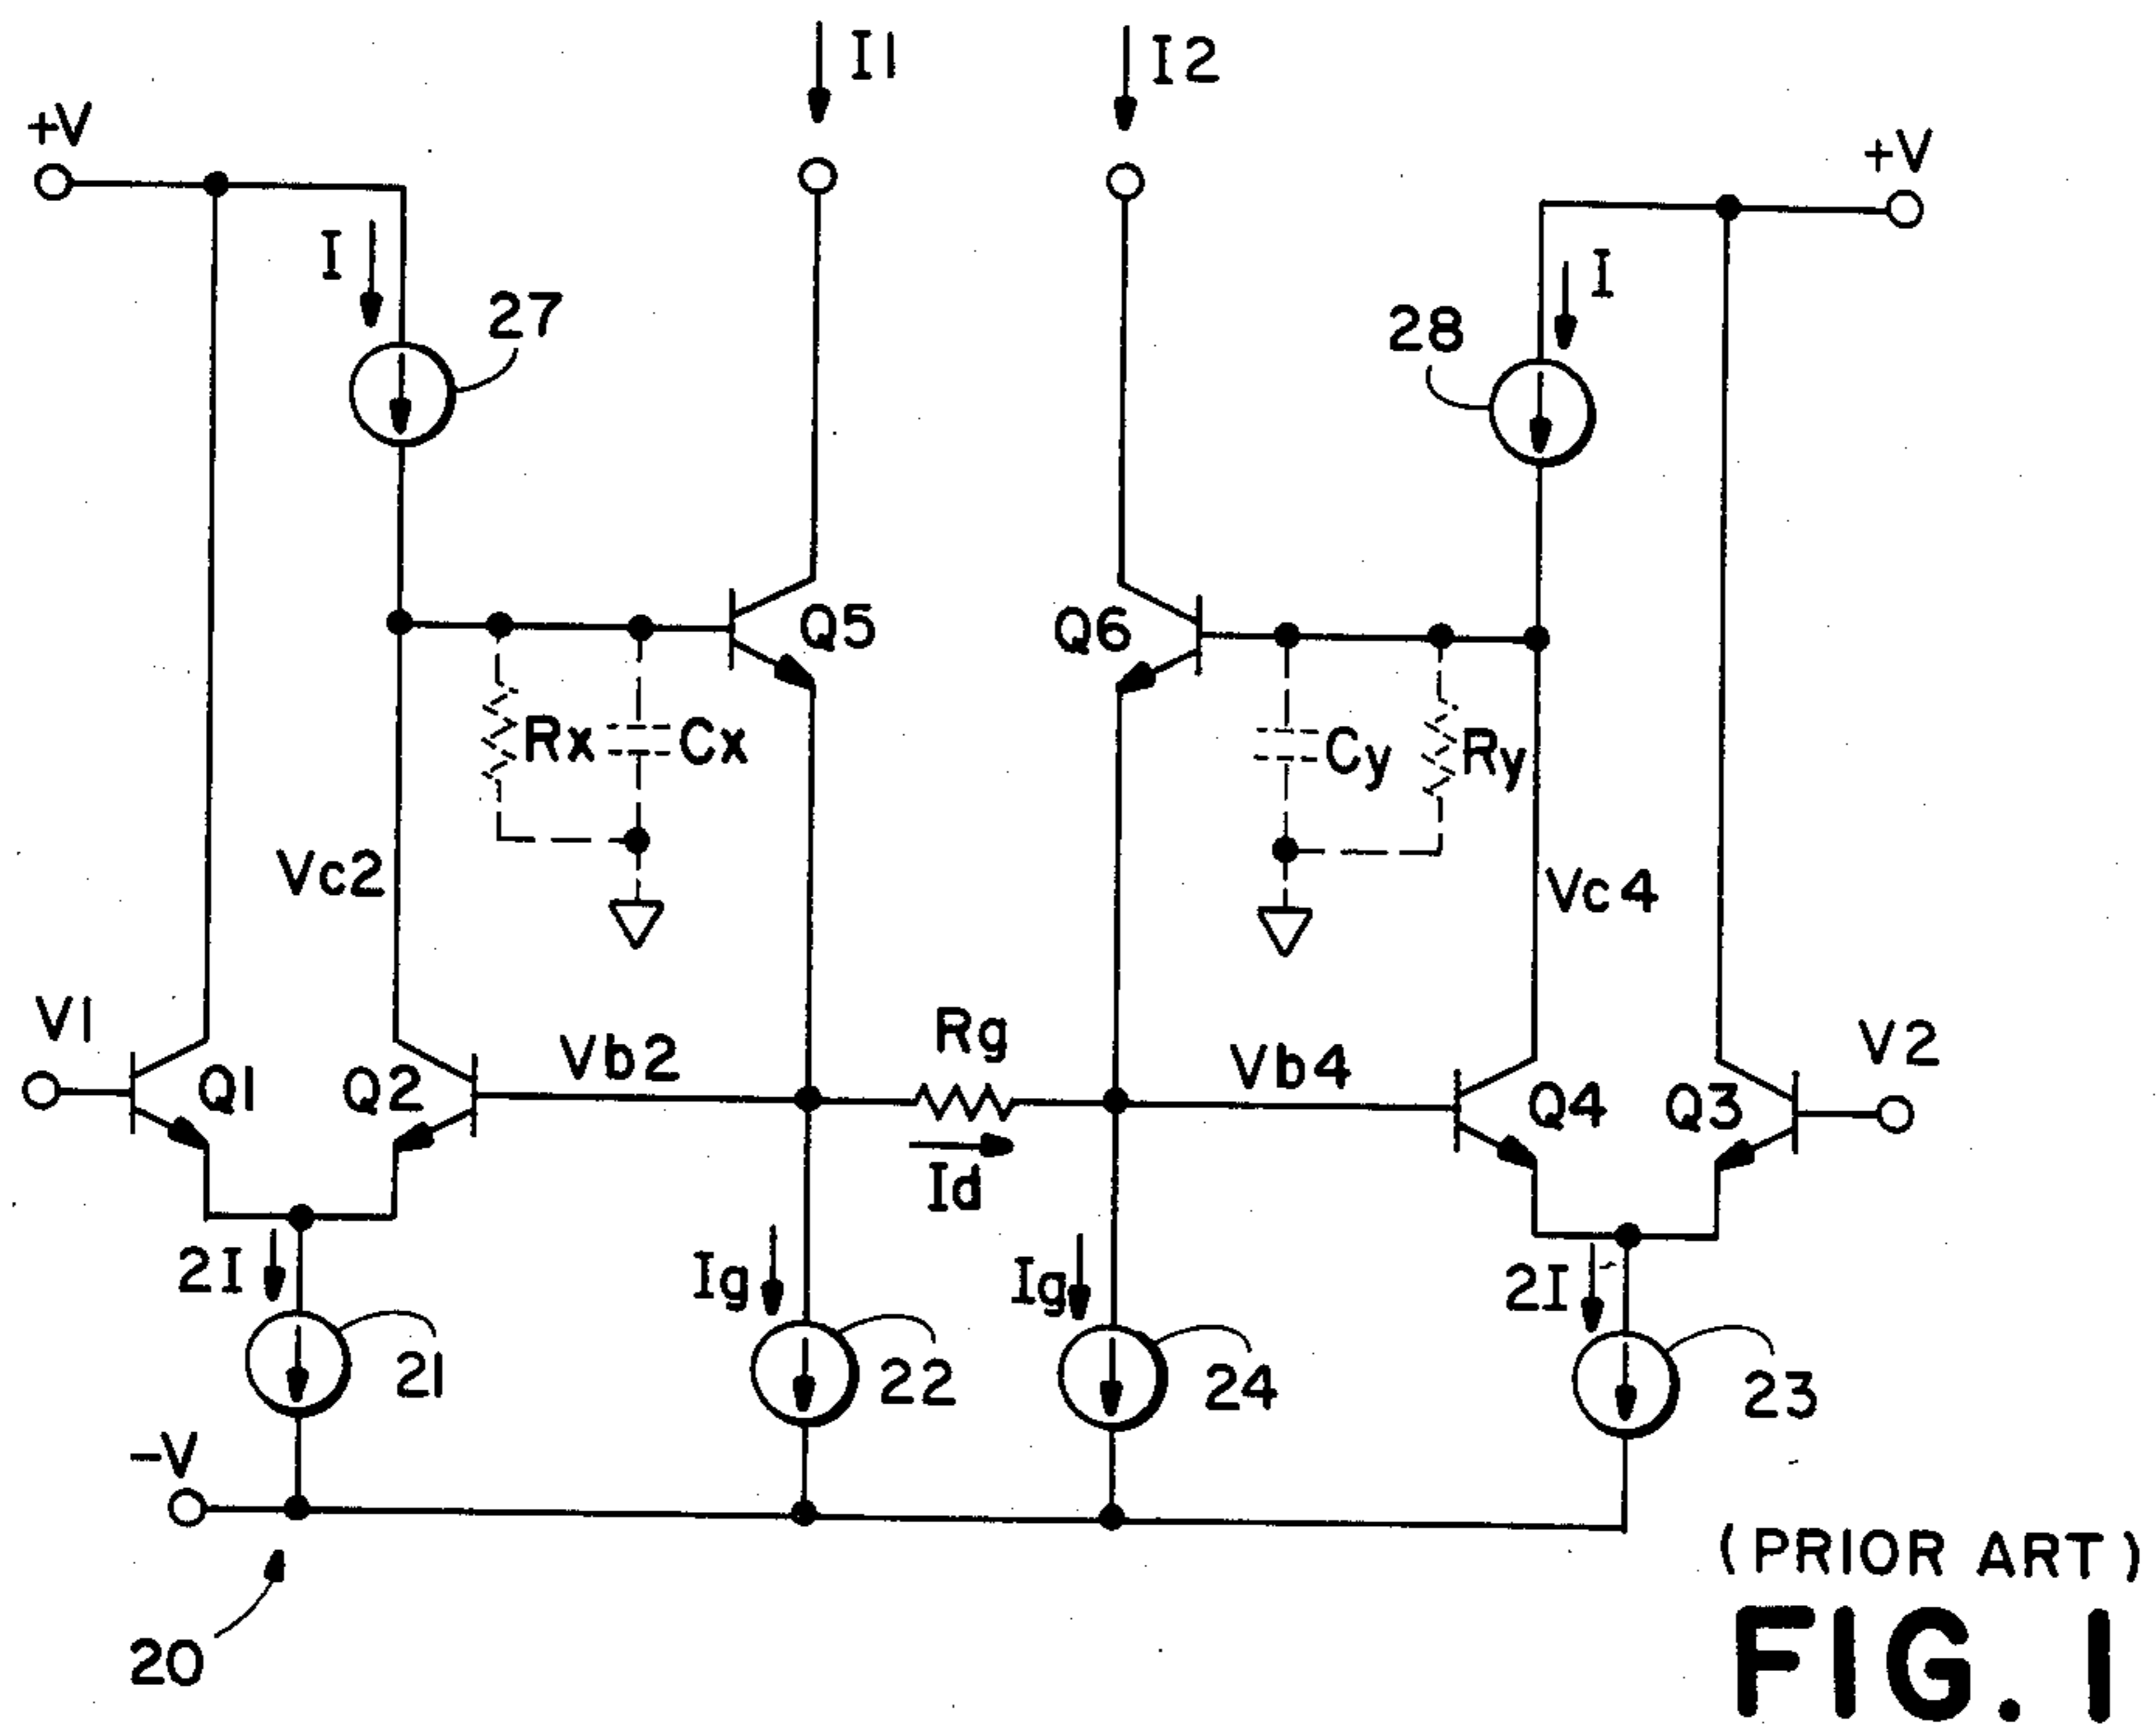 I1
I2
+V
+V
I
27
I
28
Q5
Q6
Rx
Cx
Cy
Ry
Vc2
Vc4
V1
Q1
Q2
Vb2
Rg
Vb4
Q4
Q3
V2
Id
2I
Ig
Ig
2I
21
22
24
23
-V
20
(PRIOR ART)
FIG. 1